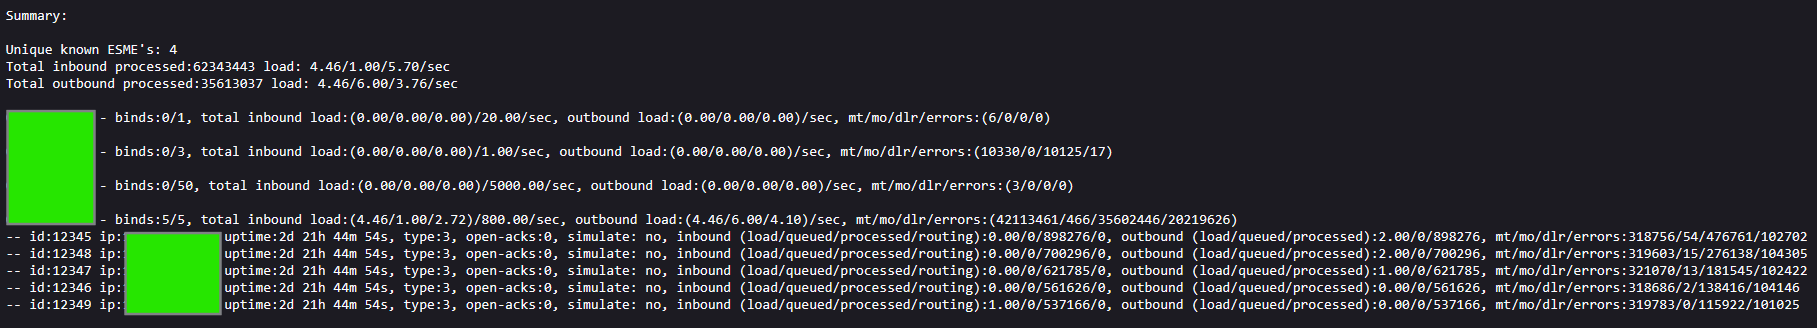 Summary:
Unique known ESME's: 4
Total inbound processed:62343443 load: 4.46/1.00/5.70/sec
Total outbound processed:35613037 load: 4.46/6.00/3.76/sec
- binds:0/1, total inbound load:(0.00/0.00/0.00)/20.00/sec, outbound load:(0.00/0.00/0.00)/sec, mt/mo/dlr/errors:(6/0/0/0)
- binds:0/3, total inbound load:(0.00/0.00/0.00)/1.00/sec, outbound load:(0.00/0.00/0.00)/sec, mt/mo/dlr/errors:(10330/0/10125/17)
- binds:0/50, total inbound load:(0.00/0.00/0.00)/5000.00/sec, outbound load:(0.00/0.00/0.00)/sec, mt/mo/dlr/errors:(3/0/0/0)
- binds:5/5, total inbound load:(4.46/1.00/2.72)/800.00/sec, outbound load:(4.46/6.00/4.10)/sec, mt/mo/dlr/errors:(42113461/466/35602446/20219626)
-- id:12345 ip: uptime:2d 21h 44m 54s, type:3, open-acks:0, simulate: no, inbound (load/queued/processed/routing):0.00/0/898276/0, outbound (load/queued/processed):2.00/0/898276, mt/mo/dlr/errors:318756/54/476761/102702
-- id:12348 ip: uptime:2d 21h 44m 54s, type:3, open-acks:0, simulate: no, inbound (load/queued/processed/routing):0.00/0/700296/0, outbound (load/queued/processed):2.00/0/700296, mt/mo/dlr/errors:319603/15/276138/104305
-- id:12347 ip: uptime:2d 21h 44m 54s, type:3, open-acks:0, simulate: no, inbound (load/queued/processed/routing):0.00/0/621785/0, outbound (load/queued/processed):1.00/0/621785, mt/mo/dlr/errors:321070/13/181545/102422
-- id:12346 ip: uptime:2d 21h 44m 54s, type:3, open-acks:0, simulate: no, inbound (load/queued/processed/routing):0.00/0/561626/0, outbound (load/queued/processed):0.00/0/561626, mt/mo/dlr/errors:318686/2/138416/104146
-- id:12349 ip: uptime:2d 21h 44m 54s, type:3, open-acks:0, simulate: no, inbound (load/queued/processed/routing):1.00/0/537166/0, outbound (load/queued/processed):0.00/0/537166, mt/mo/dlr/errors:319783/0/115922/101025